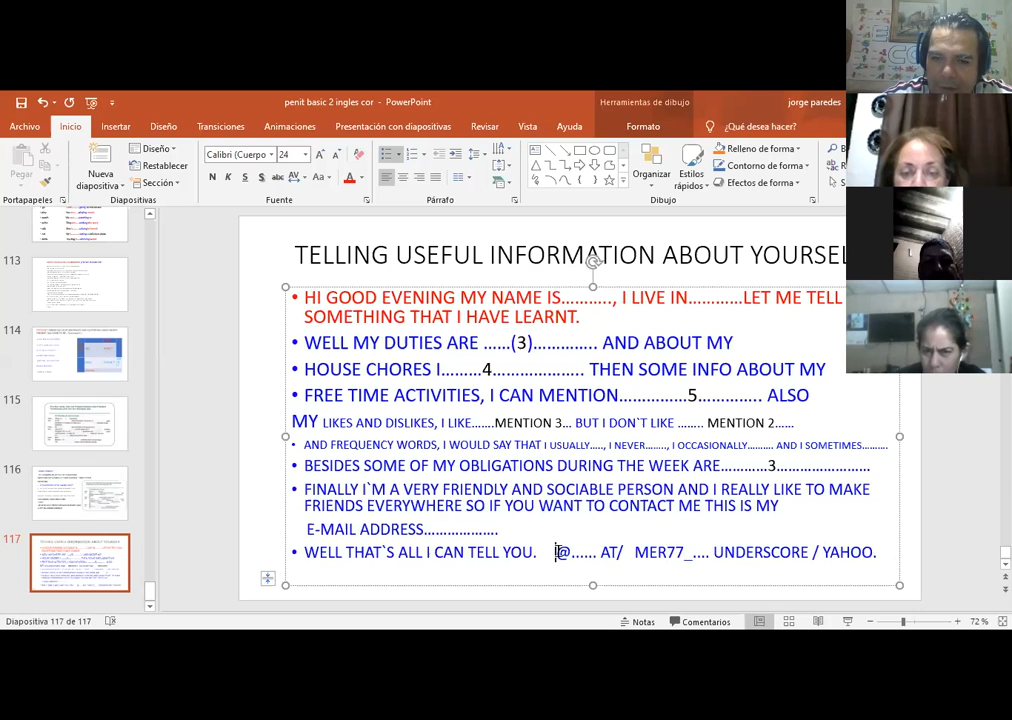 penit basic 2 ingles cor - PowerPoint
Herramientas de dibujo
jorge paredes
Archivo Inicio Insertar Diseño Transiciones Animaciones Presentación con diapositivas Revisar Vista Ayuda Formato ¿Qué desea hacer?
Pegar
Nueva diapositiva
Diseño
Restablecer
Sección
Calibri (Cuerpo) 24
N K S S abc AV Aa A
Organizar
Estilos rápidos
Relleno de forma
Contorno de forma
Efectos de forma
B
S
Portapapeles Diapositivas Fuente Párrafo Dibujo
113
114
115
116
117
TELLING USEFUL INFORMATION ABOUT YOURSEL
• HI GOOD EVENING MY NAME IS……….., I LIVE IN…………LET ME TELL
SOMETHING THAT I HAVE LEARNT.
• WELL MY DUTIES ARE ……(3)………….. AND ABOUT MY
• HOUSE CHORES I………4…………….. THEN SOME INFO ABOUT MY
• FREE TIME ACTIVITIES, I CAN MENTION……………5…………. ALSO
MY LIKES AND DISLIKES, I LIKE…….MENTION 3… BUT I DON`T LIKE …….. MENTION 2……
• AND FREQUENCY WORDS, I WOULD SAY THAT I USUALLY….., I NEVER…….., I OCCASIONALLY………. AND I SOMETIMES……….
• BESIDES SOME OF MY OBLIGATIONS DURING THE WEEK ARE………..3…………………..
• FINALLY I`M A VERY FRIENDLY AND SOCIABLE PERSON AND I REALLY LIKE TO MAKE
FRIENDS EVERYWHERE SO IF YOU WANT TO CONTACT ME THIS IS MY
E-MAIL ADDRESS……………….
• WELL THAT`S ALL I CAN TELL YOU. @...... AT/ MER77_.... UNDERSCORE / YAHOO.
Diapositiva 117 de 117
Notas
Comentarios
72 %